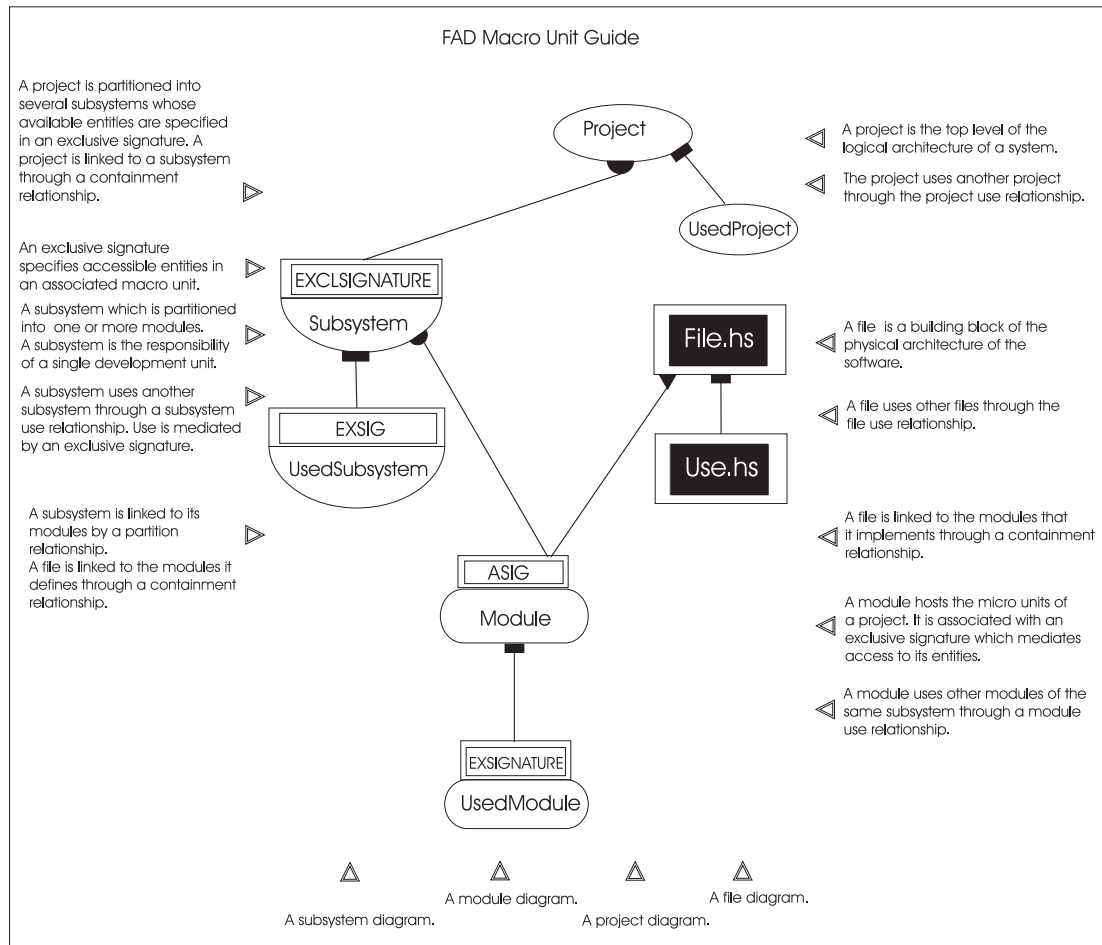 FAD Macro Unit Guide
A project is partitioned into
several subsystems whose
available entities are specified
in an exclusive signature. A
project is linked to a subsystem
through a containment
relationship.
An exclusive signature
specifies accessible entities in
an associated macro unit.
A subsystem which is partitioned
into one or more modules.
A subsystem is the responsibility
of a single development unit.
A subsystem uses another
subsystem through a subsystem
use relationship. Use is mediated
by an exclusive signature.
A subsystem is linked to its
modules by a partition
relationship.
A file is linked to the modules it
defines through a containment
relationship.
Project
UsedProject
EXCLSIGNATURE
Subsystem
EXSIG
UsedSubsystem
File.hs
Use.hs
ASIG
Module
EXSIGNATURE
UsedModule
A project is the top level of the
logical architecture of a system.
The project uses another project
through the project use relationship.
A file is a building block of the
physical architecture of the
software.
A file uses other files through the
file use relationship.
A file is linked to the modules that
it implements through a containment
relationship.
A module hosts the micro units of
a project. It is associated with an
exclusive signature which mediates
access to its entities.
A module uses other modules of the
same subsystem through a module
use relationship.
A subsystem diagram.
A module diagram.
A project diagram.
A file diagram.